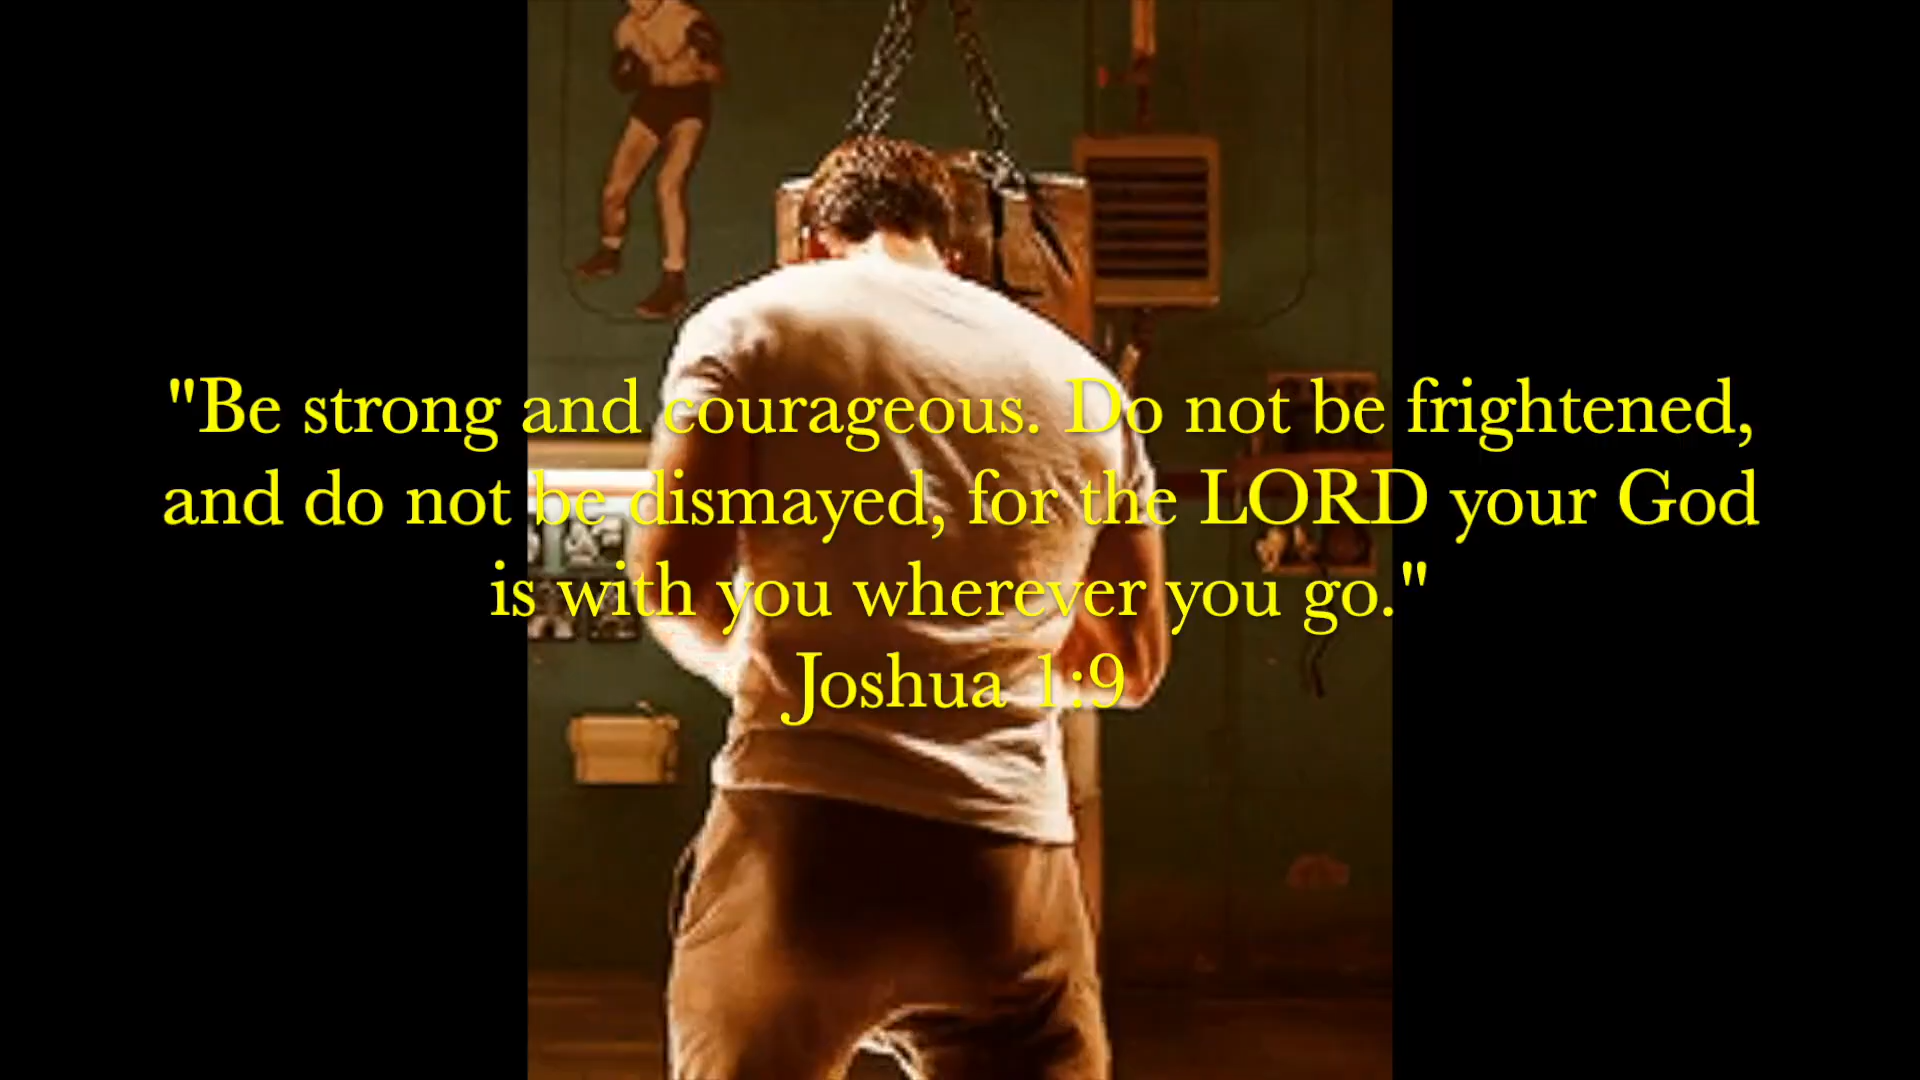 "Be strong and courageous. Do not be frightened,
and do not be dismayed, for the LORD your God
is with you wherever you go."
Joshua 1:9